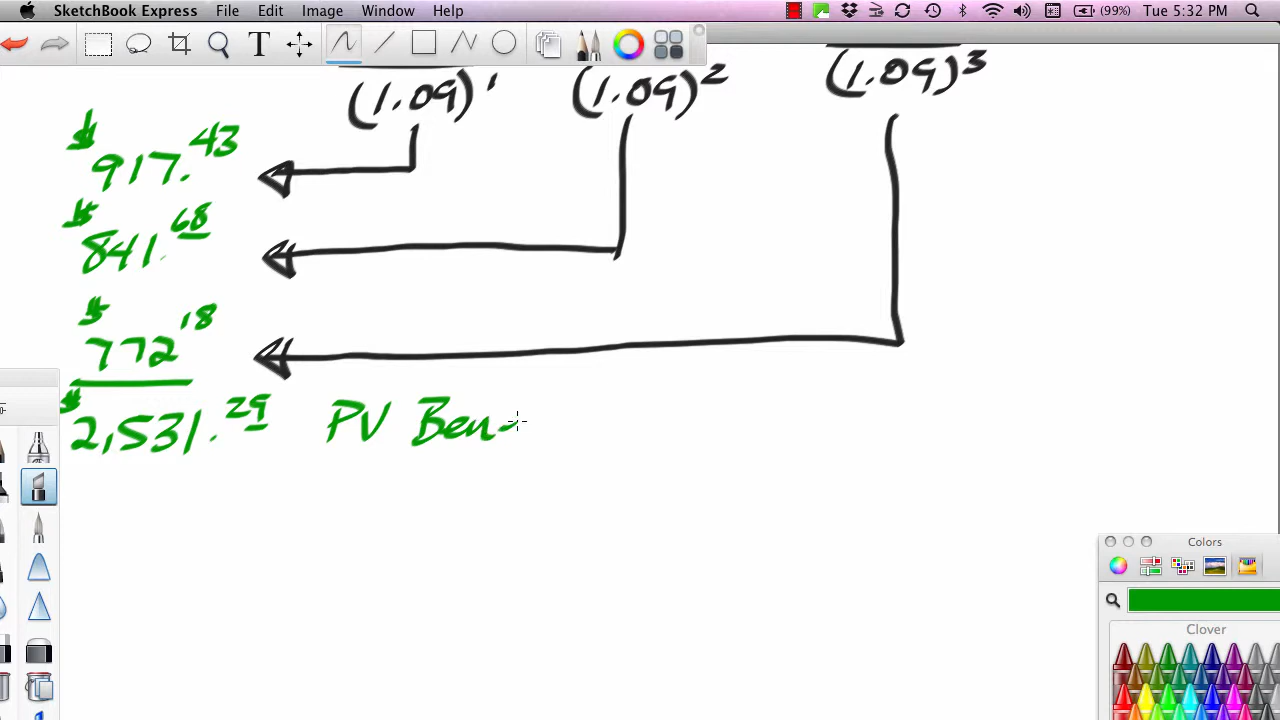 SketchBook Express File Edit Image Window Help (99%) Tue 5:32 PM
T
(1.09)1 (1.09)2 (1.09)3
$917.43
$841.68
$772 18
$2,531.29 PV Ben
Colors
Clover